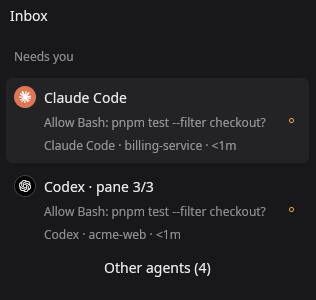 Inbox
Needs you
Claude Code
Allow Bash: pnpm test --filter checkout?
Claude Code · billing-service · <1m
Codex · pane 3/3
Allow Bash: pnpm test --filter checkout?
Codex · acme-web · <1m
Other agents (4)